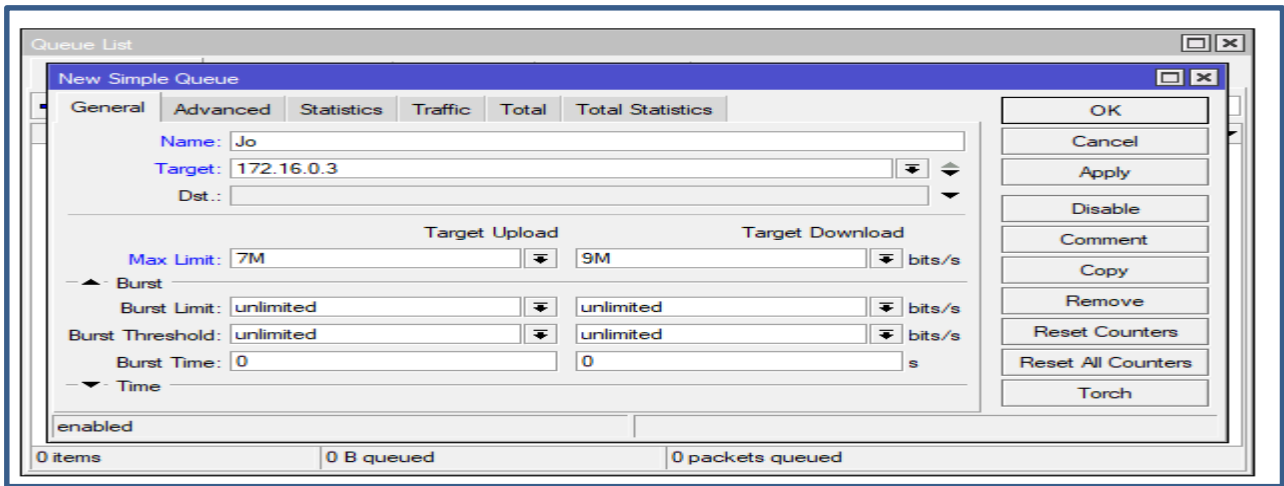 Queue List
New Simple Queue
General Advanced Statistics Traffic Total Total Statistics
OK
Name: Jo
Cancel
Target: 172.16.0.3
Apply
Dst.:
Disable
Target Upload Target Download
Comment
Max Limit: 7M 9M bits/s
Copy
Burst
Remove
Burst Limit: unlimited unlimited bits/s
Reset Counters
Burst Threshold: unlimited unlimited bits/s
Reset All Counters
Burst Time: 0 0 s
Time
Torch
enabled
0 items 0 B queued 0 packets queued